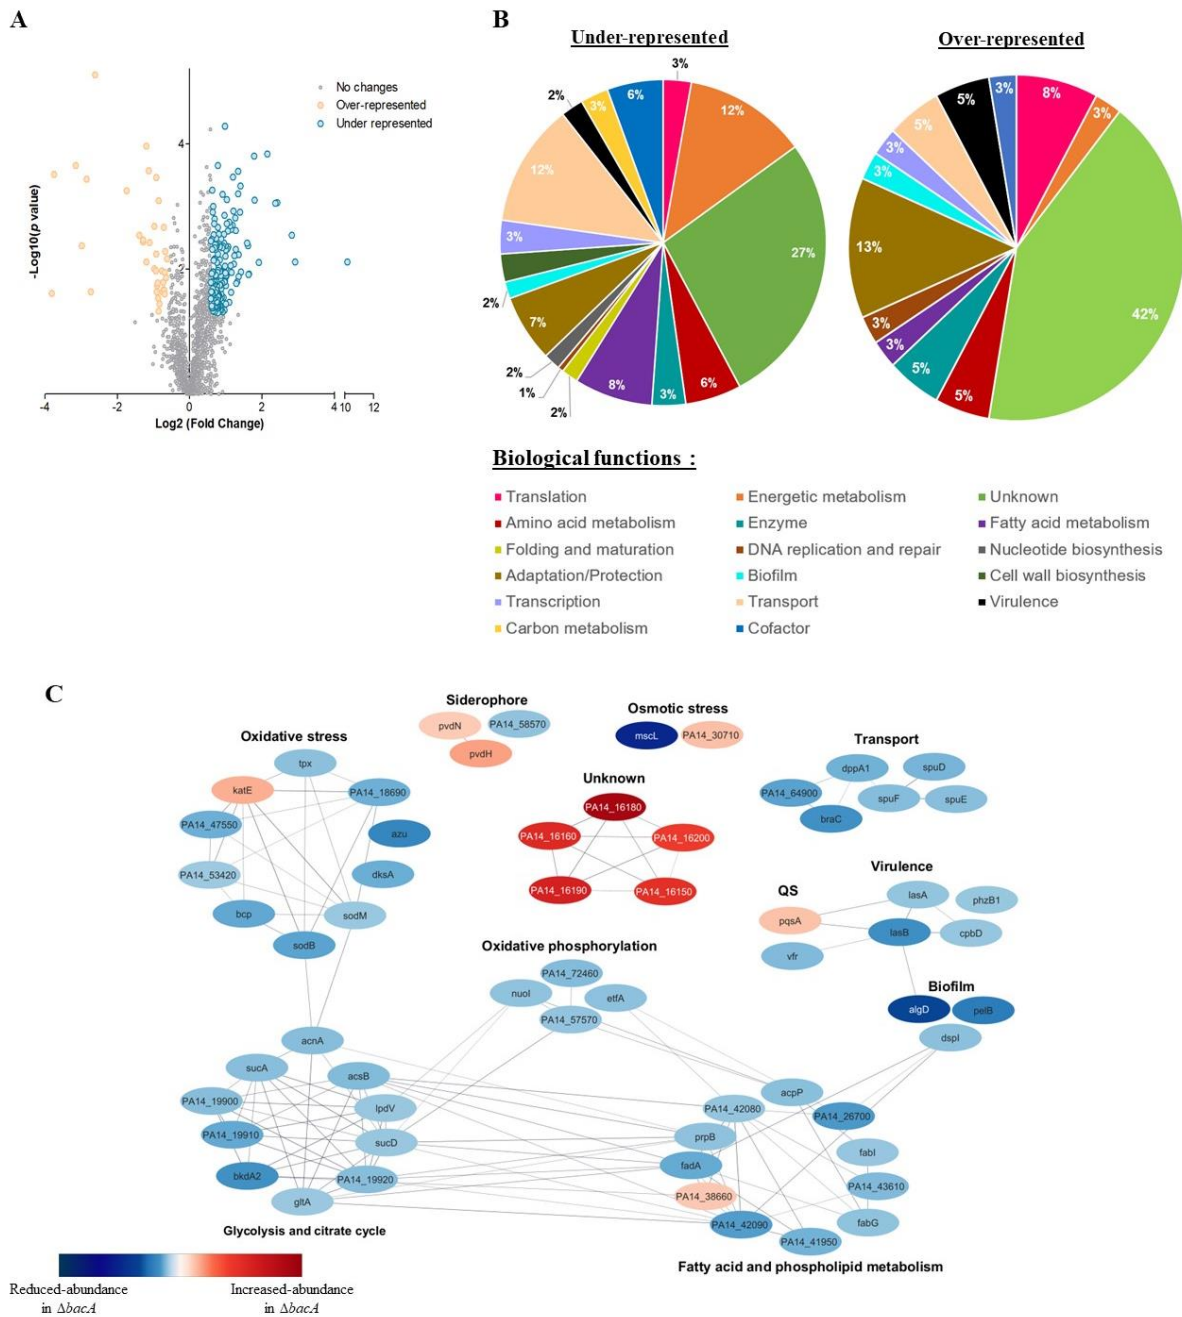 A
No changes
Over-represented
Under represented
4
2
-Log10(p value)
-4
-2
0
2
4
10
12
Log2 (Fold Change)
B
Under-represented
3%
12%
27%
6%
3%
8%
2%
1%
2%
7%
2%
3%
12%
2%
3%
6%
Over-represented
8%
3%
42%
5%
5%
3%
3%
13%
3%
3%
5%
5%
3%
Biological functions :
Translation
Energetic metabolism
Unknown
Amino acid metabolism
Enzyme
Fatty acid metabolism
Folding and maturation
DNA replication and repair
Nucleotide biosynthesis
Adaptation/Protection
Biofilm
Cell wall biosynthesis
Transcription
Transport
Virulence
Carbon metabolism
Cofactor
C
Oxidative stress
tpx
katE
PA14_18690
PA14_47550
azu
PA14_53420
dksA
bcp
sodM
sodB
Siderophore
pvdN
PA14_58570
pvdH
Osmotic stress
mscL
PA14_30710
Unknown
PA14_16180
PA14_16160
PA14_16200
PA14_16190
PA14_16150
Transport
dppA1
spuD
PA14_64900
spuF
spuE
braC
Virulence
lasA
phzB1
QS
pqsA
lasB
cpbD
vfr
Biofilm
algD
pelB
dspI
Oxidative phosphorylation
PA14_72460
nuoI
etfA
PA14_57570
acnA
sucA
acsB
PA14_19900
lpdV
PA14_19910
sucD
bkdA2
PA14_19920
gltA
Glycolysis and citrate cycle
acpP
PA14_42080
PA14_26700
prpB
fabI
fadA
PA14_38660
PA14_43610
PA14_42090
fabG
PA14_41950
Fatty acid and phospholipid metabolism
Reduced-abundance
in ΔbacA
Increased-abundance
in ΔbacA